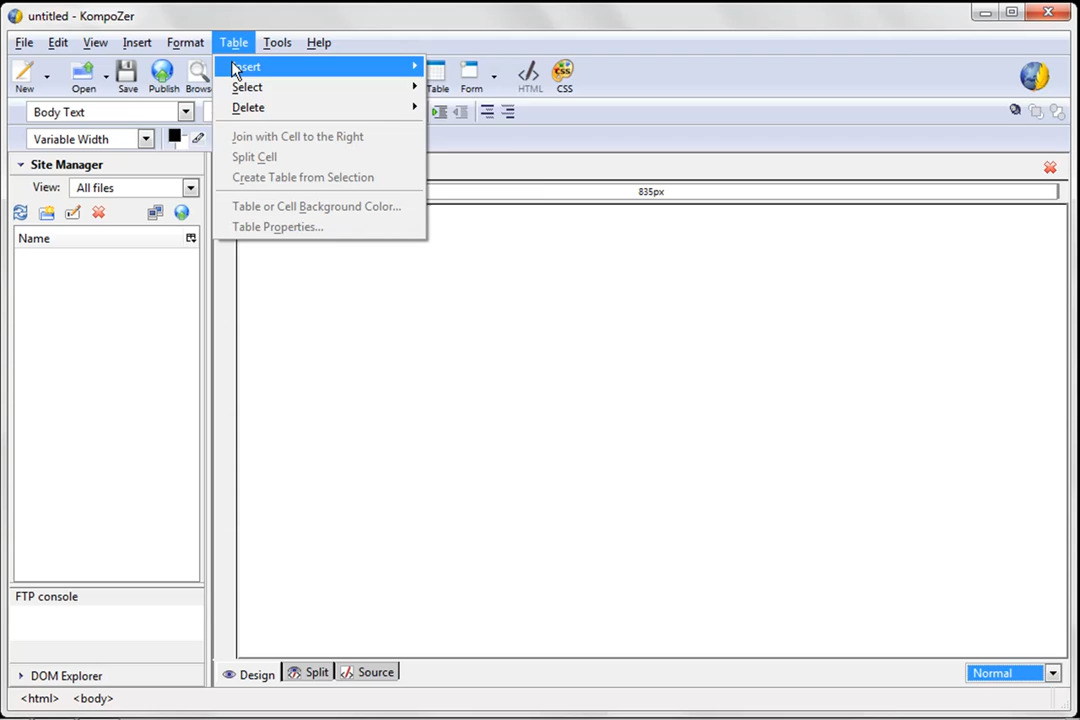 untitled - KompoZer
File Edit View Insert Format Table Tools Help
New Open Save Publish Table Form HTML CSS
Body Text
Variable Width
Insert
Select
Delete
Join with Cell to the Right
Split Cell
Create Table from Selection
Table or Cell Background Color...
Table Properties...
Site Manager
View: All files
Name
835px
FTP console
DOM Explorer
Design Split Source
Normal
<html> <body>